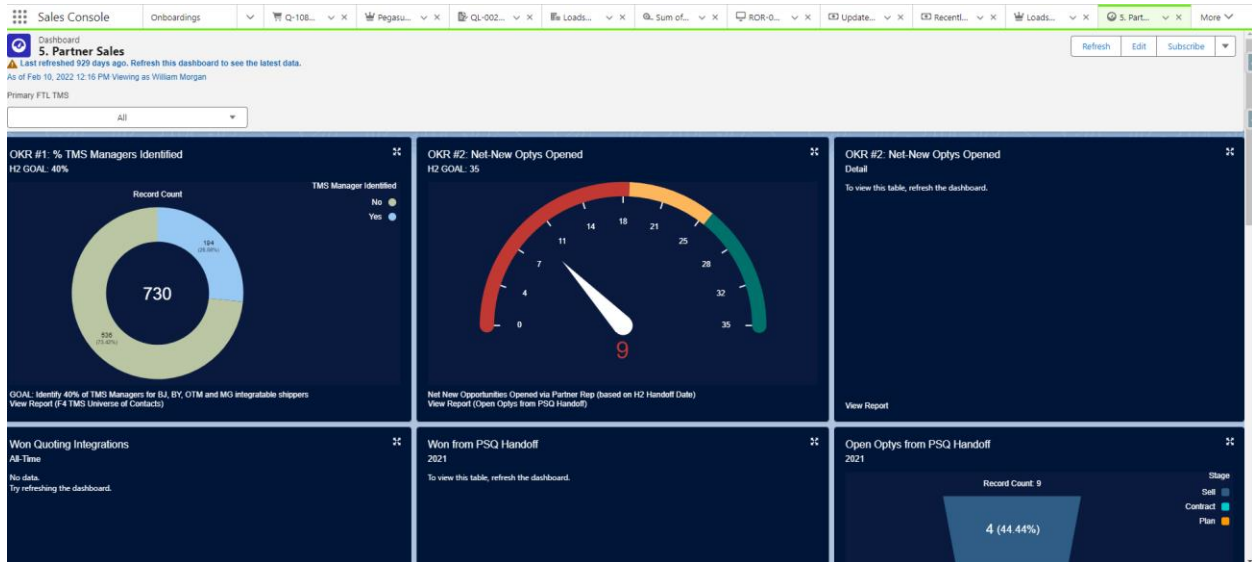 Sales Console
Onboardings
Q-108...
Pegasu...
QL-002...
Loads...
Sum of...
ROR-0...
Update...
Recentl...
Loads...
5. Part...
More
Dashboard
5. Partner Sales
Last refreshed 929 days ago. Refresh this dashboard to see the latest data.
As of Feb 10, 2022 12:16 PM Viewing as William Morgan
Refresh
Edit
Subscribe
Primary FTL TMS
All
OKR #1: % TMS Managers Identified
H2 GOAL: 40%
Record Count
TMS Manager Identified
No
Yes
194
730
536
GOAL: Identify 40% of TMS Managers for BJ, BY, OTM and MG integratable shippers
View Report (F4 TMS Universe of Contacts)
OKR #2: Net-New Optys Opened
H2 GOAL: 35
0
4
7
11
14
18
21
25
28
32
35
9
Net New Opportunities Opened via Partner Rep (based on H2 Handoff Date)
View Report (Open Optys from PSQ Handoff)
OKR #2: Net-New Optys Opened
Detail
To view this table, refresh the dashboard.
View Report
Won Quoting Integrations
All-Time
No data.
Try refreshing the dashboard.
Won from PSQ Handoff
2021
To view this table, refresh the dashboard.
Open Optys from PSQ Handoff
2021
Record Count: 9
Stage
Sell
Contract
Plan
4 (44.44%)